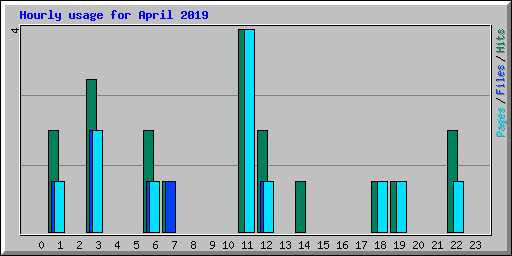 Hourly usage for April 2019
4
Pages/Files/Hits
0 1 2 3 4 5 6 7 8 9 10 11 12 13 14 15 16 17 18 19 20 21 22 23